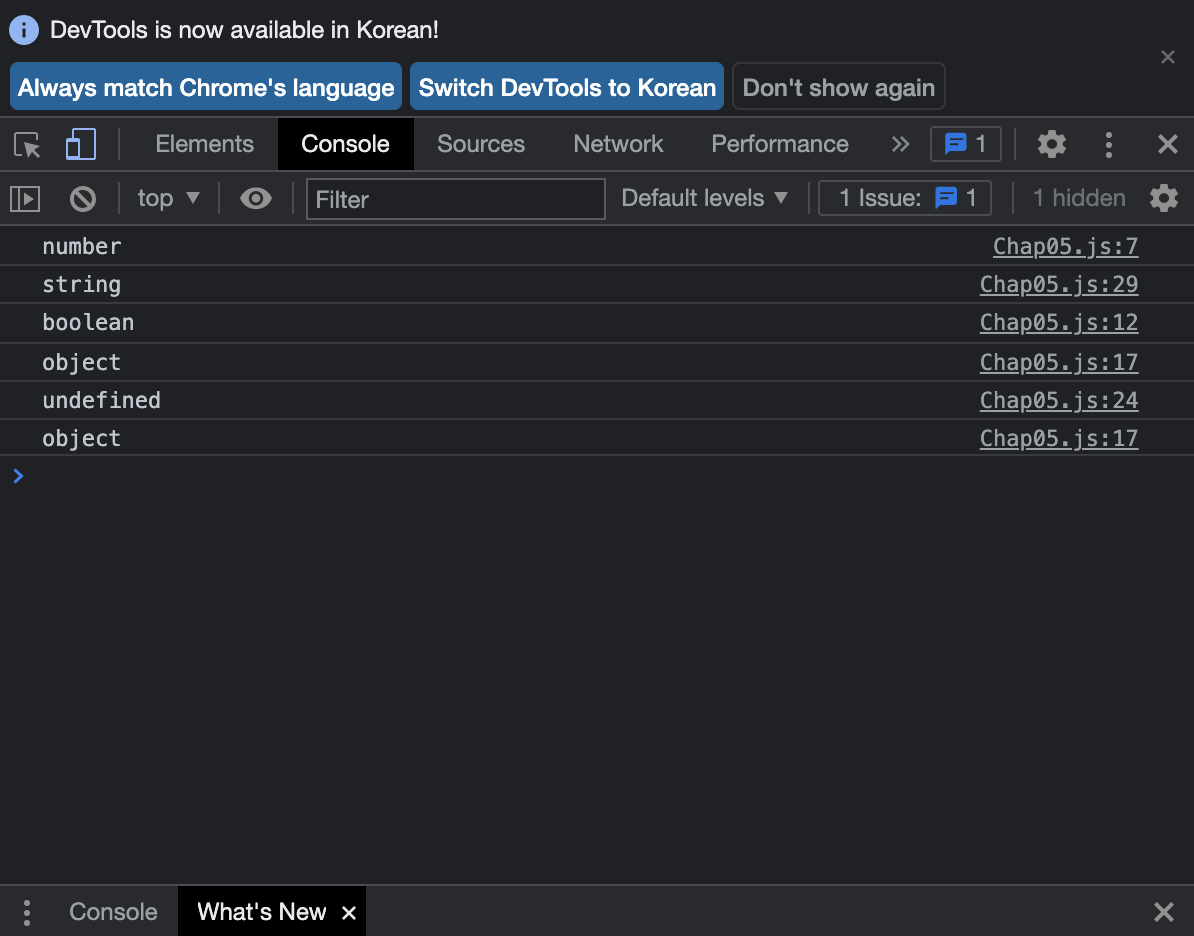 DevTools is now available in Korean!
Always match Chrome's language Switch DevTools to Korean Don't show again
Elements Console Sources Network Performance 1
top Filter Default levels 1 Issue: 1 1 hidden
number Chap05.js:7
string Chap05.js:29
boolean Chap05.js:12
object Chap05.js:17
undefined Chap05.js:24
object Chap05.js:17
Console What's New